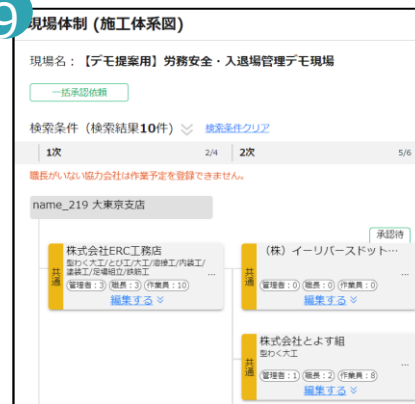 9
現場体制 (施工体系図)
現場名：【デモ提案用】労務安全・入退場管理デモ現場
一括承認依頼
検索条件（検索結果10件） 検索条件クリア
1次 2/4 2次 5/6
職長がいない協力会社は作業予定を登録できません。
name_219 大東京支店
承認待
株式会社ERC工務店
型わく大工/とび工/大工/溶接工/内装工/
塗装工/足場組立/鉄筋工
...
共通
管理者：3 職長：3 作業員：10
編集する
（株）イーリバースドット…
...
共通
管理者：0 職長：0 作業員：0
編集する
株式会社とよす組
型わく大工
...
共通
管理者：1 職長：2 作業員：8
編集する